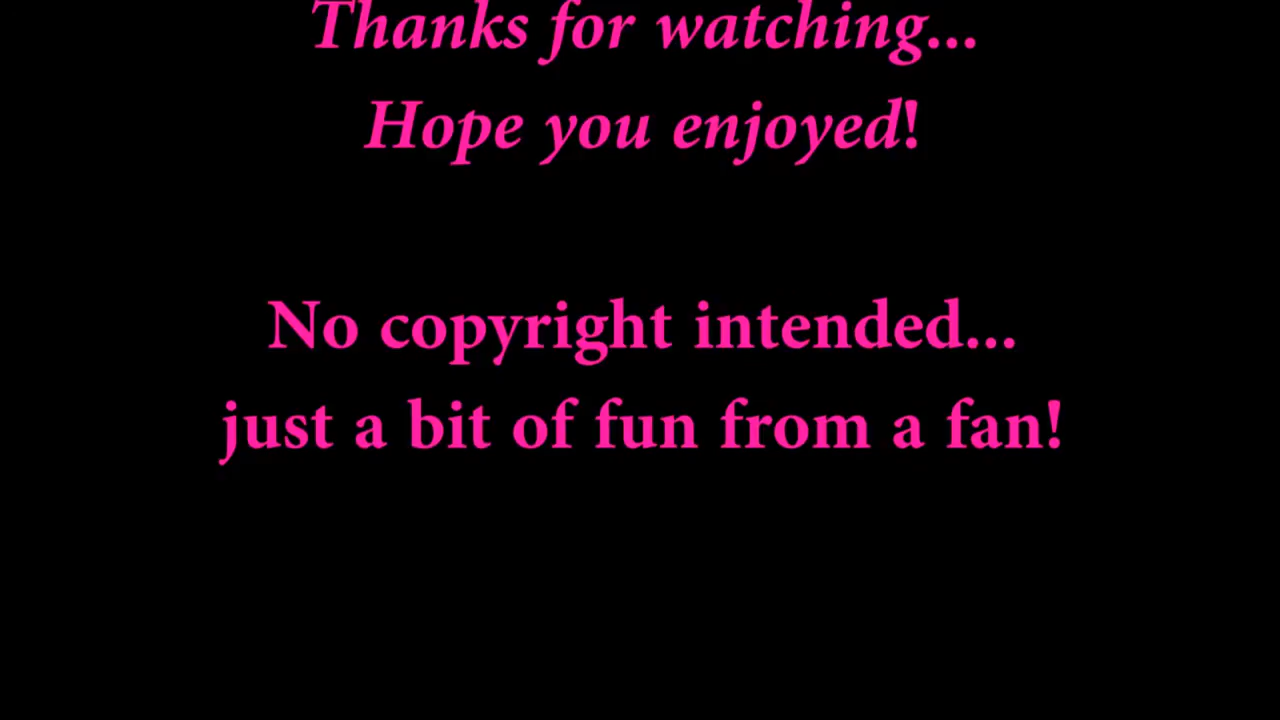 Thanks for watching...
Hope you enjoyed!
No copyright intended...
just a bit of fun from a fan!